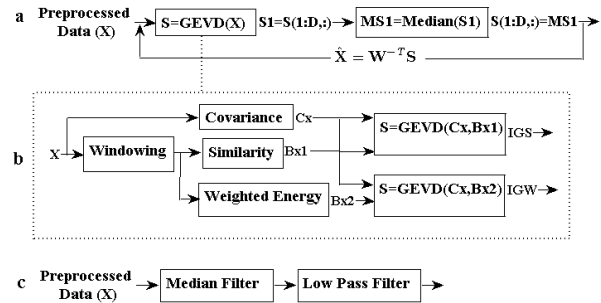 a Preprocessed Data (X) S=GEVD(X) S1=S(1:D,:) MS1=Median(S1) S(1:D,:)=MS1
X̂ = W^{-T}S
b X Windowing Covariance Cx S=GEVD(Cx,Bx1) IGS
Similarity Bx1
Weighted Energy Bx2 S=GEVD(Cx,Bx2) IGW
c Preprocessed Data (X) Median Filter Low Pass Filter